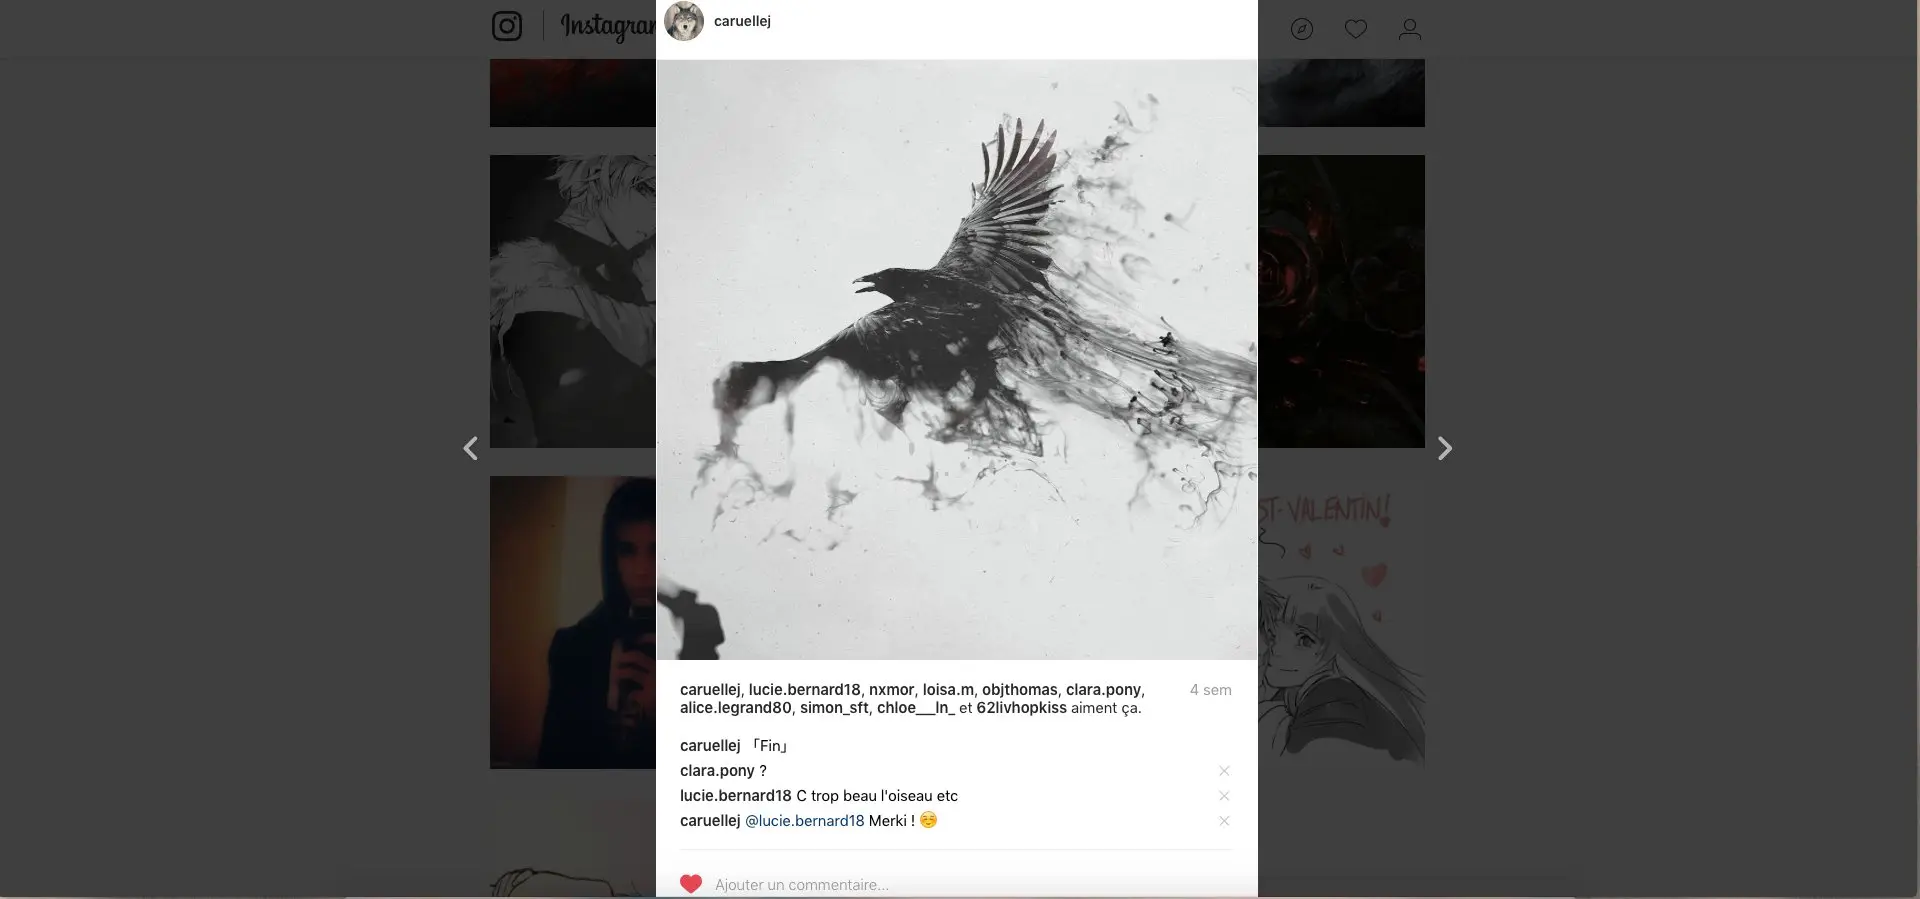 Instagram
caruellej
ST-VALENTIN!
caruellej, lucie.bernard18, nxmor, loisa.m, objthomas, clara.pony,
4 sem
alice.legrand80, simon_sft, chloe___ln_ et 62livhopkiss aiment ça.
caruellej 「Fin」
clara.pony ?
lucie.bernard18 C trop beau l'oiseau etc
caruellej @lucie.bernard18 Merki ! ☺️
Ajouter un commentaire...